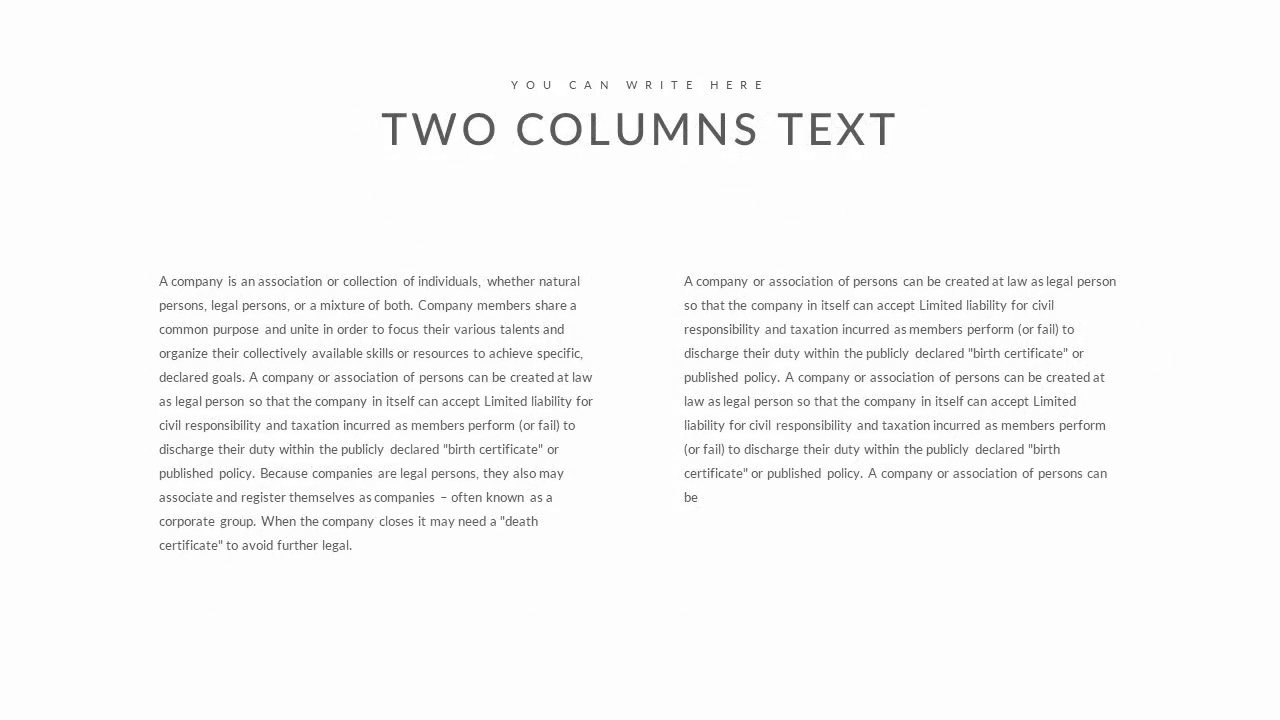 YOU CAN WRITE HERE
TWO COLUMNS TEXT
A company is an association or collection of individuals, whether natural
persons, legal persons, or a mixture of both. Company members share a
common purpose and unite in order to focus their various talents and
organize their collectively available skills or resources to achieve specific,
declared goals. A company or association of persons can be created at law
as legal person so that the company in itself can accept Limited liability for
civil responsibility and taxation incurred as members perform (or fail) to
discharge their duty within the publicly declared "birth certificate" or
published policy. Because companies are legal persons, they also may
associate and register themselves as companies – often known as a
corporate group. When the company closes it may need a "death
certificate" to avoid further legal.
A company or association of persons can be created at law as legal person
so that the company in itself can accept Limited liability for civil
responsibility and taxation incurred as members perform (or fail) to
discharge their duty within the publicly declared "birth certificate" or
published policy. A company or association of persons can be created at
law as legal person so that the company in itself can accept Limited
liability for civil responsibility and taxation incurred as members perform
(or fail) to discharge their duty within the publicly declared "birth
certificate" or published policy. A company or association of persons can
be